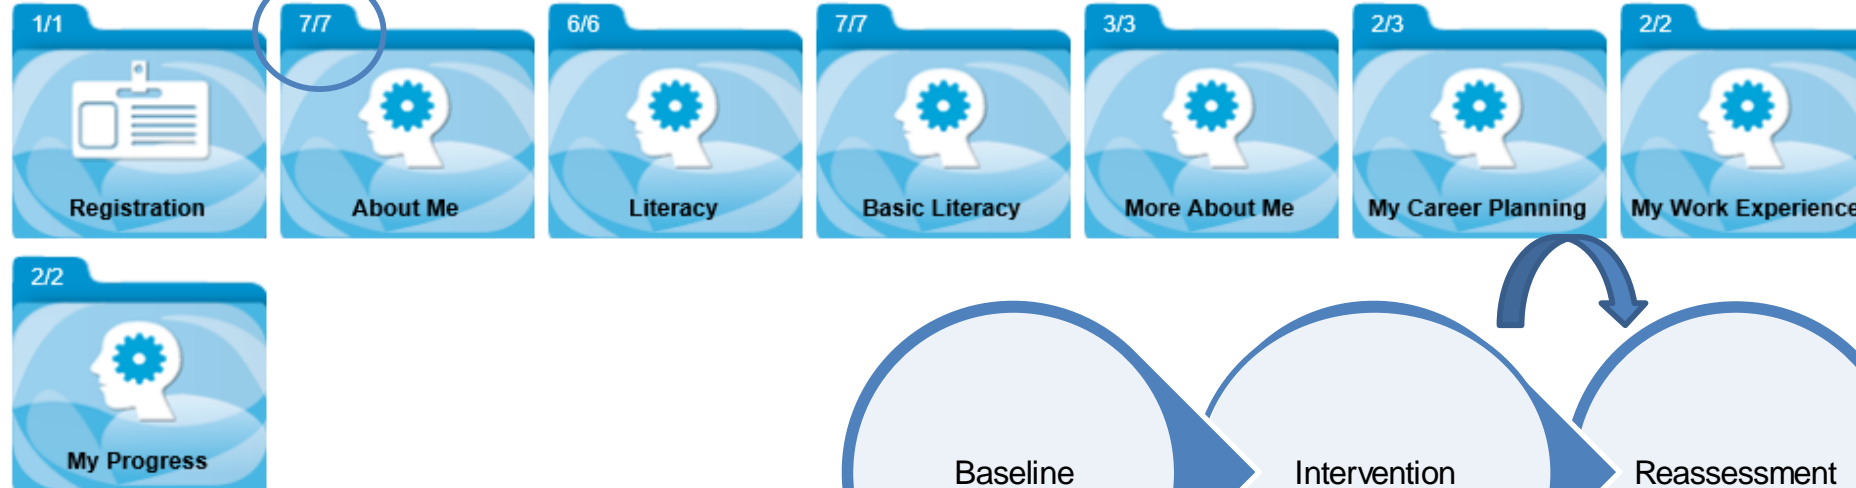 1/1 7/7 6/6 7/7 3/3 2/3 2/2
Registration About Me Literacy Basic Literacy More About Me My Career Planning My Work Experience
2/2
My Progress
Baseline Intervention Reassessment